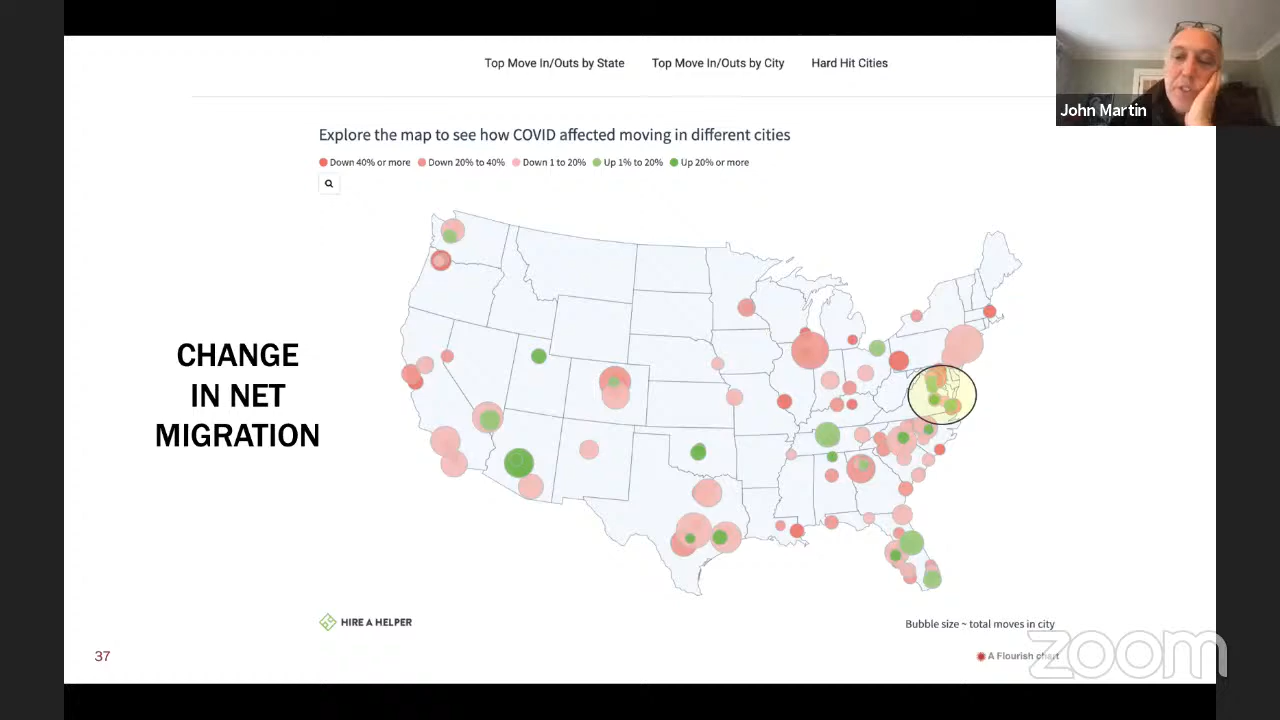 Top Move In/Outs by State Top Move In/Outs by City Hard Hit Cities
John Martin
Explore the map to see how COVID affected moving in different cities
Down 40% or more Down 20% to 40% Down 1 to 20% Up 1% to 20% Up 20% or more
CHANGE
IN NET
MIGRATION
HIRE A HELPER
Bubble size ~ total moves in city
37
A Flourish chart
zoom